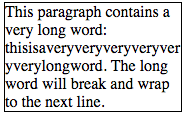 This paragraph contains a
very long word:
thisisaveryveryveryveryver
yverylongword. The long
word will break and wrap
to the next line.